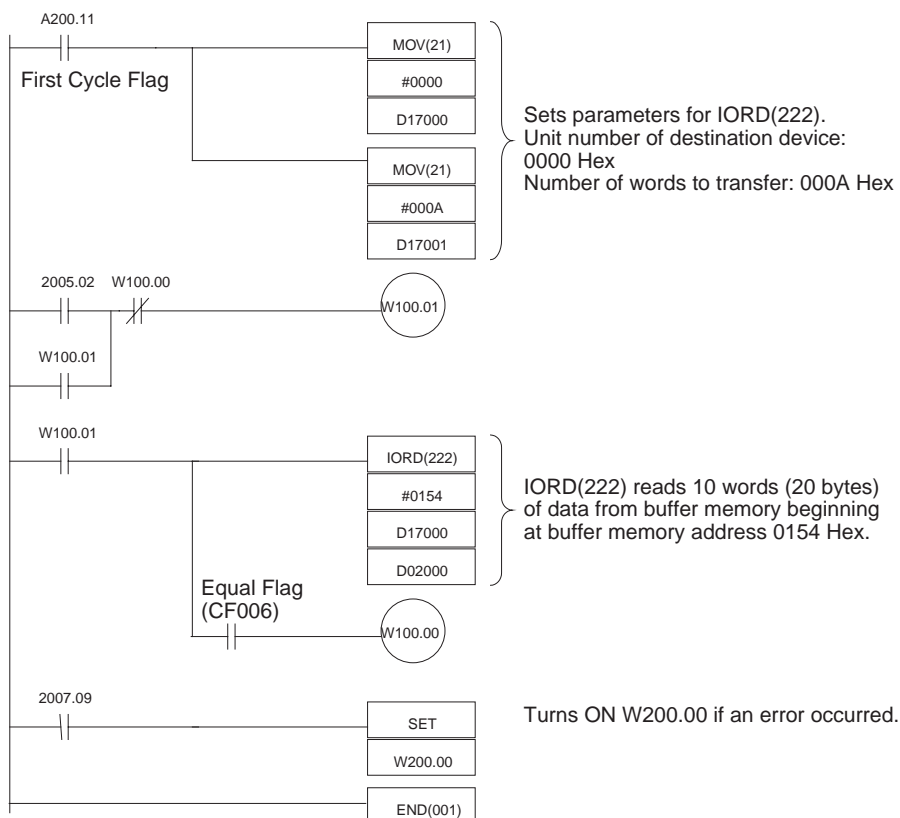 A200.11
First Cycle Flag
MOV(21)
#0000
D17000
MOV(21)
#000A
D17001
Sets parameters for IORD(222).
Unit number of destination device:
0000 Hex
Number of words to transfer: 000A Hex
2005.02 W100.00
W100.01
W100.01
W100.01
IORD(222)
#0154
D17000
D02000
IORD(222) reads 10 words (20 bytes)
of data from buffer memory beginning
at buffer memory address 0154 Hex.
Equal Flag
(CF006)
W100.00
2007.09
SET
W200.00
Turns ON W200.00 if an error occurred.
END(001)